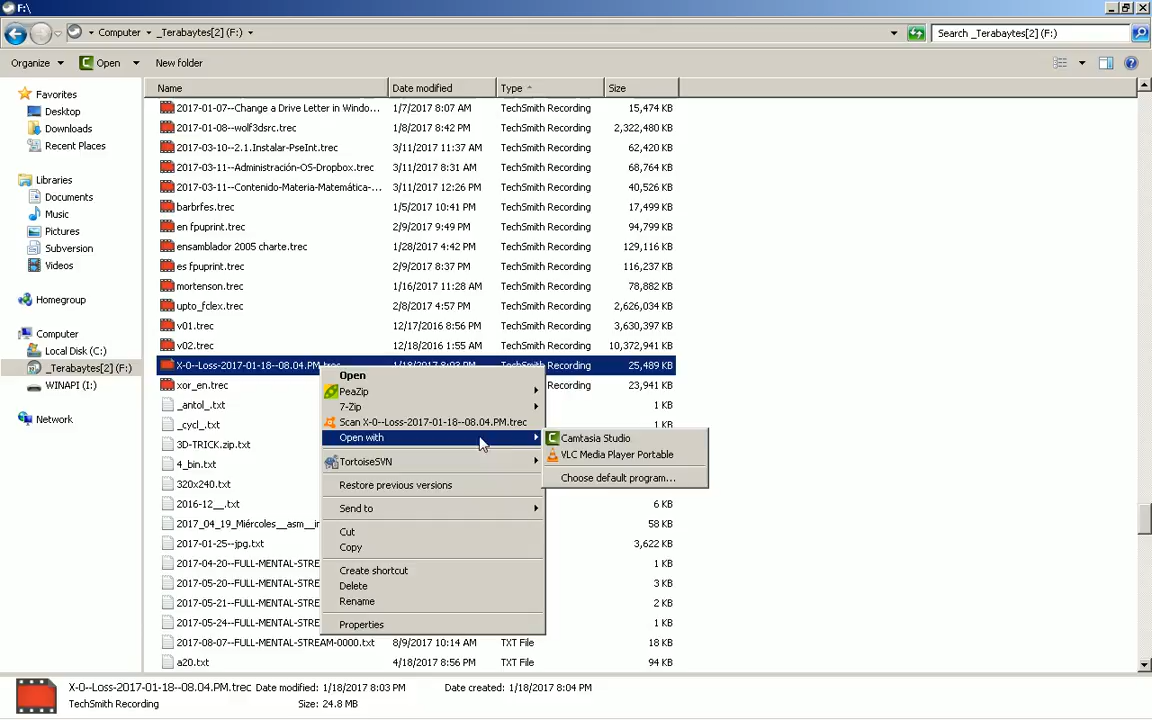 F:\
Computer
_Terabaytes[2] (F:)
Search _Terabaytes[2] (F:)
Organize
Open
New folder
Name Date modified Type Size
Favorites
Desktop
Downloads
Recent Places
Libraries
Documents
Music
Pictures
Subversion
Videos
Homegroup
Computer
Local Disk (C:)
_Terabaytes[2] (F:)
WINAPI (I:)
Network
2017-01-07--Change a Drive Letter in Windo... 1/7/2017 8:07 AM TechSmith Recording 15,474 KB
2017-01-08--wolf3dsrc.trec 1/8/2017 8:42 PM TechSmith Recording 2,322,480 KB
2017-03-10--2.1.Instalar-PseInt.trec 3/11/2017 11:37 AM TechSmith Recording 62,420 KB
2017-03-11--Administración-OS-Dropbox.trec 3/11/2017 8:31 AM TechSmith Recording 68,764 KB
2017-03-11--Contenido-Materia-Matemática-... 3/11/2017 12:26 PM TechSmith Recording 40,526 KB
barbrfes.trec 1/5/2017 10:41 PM TechSmith Recording 17,499 KB
en fpuprint.trec 2/9/2017 9:49 PM TechSmith Recording 94,799 KB
ensamblador 2005 charte.trec 1/28/2017 4:42 PM TechSmith Recording 129,116 KB
es fpuprint.trec 2/9/2017 8:37 PM TechSmith Recording 116,237 KB
mortenson.trec 1/16/2017 11:28 AM TechSmith Recording 78,882 KB
upto_fclex.trec 2/8/2017 4:57 PM TechSmith Recording 2,626,034 KB
v01.trec 12/17/2016 8:56 PM TechSmith Recording 3,630,397 KB
v02.trec 12/18/2016 1:55 AM TechSmith Recording 10,372,941 KB
X-0--Loss-2017-01-18--08.04.PM.trec 1/18/2017 8:03 PM TechSmith Recording 25,489 KB
xor_en.trec Recording 23,941 KB
_antol_.txt 1 KB
_cycl_.txt 1 KB
3D-TRICK.zip.txt
4_bin.txt
320x240.txt
2016-12__.txt 6 KB
2017_04_19_Miércoles__asm__in 58 KB
2017-01-25--jpg.txt 3,622 KB
2017-04-20--FULL-MENTAL-STRE 1 KB
2017-05-20--FULL-MENTAL-STRE 3 KB
2017-05-21--FULL-MENTAL-STRE 2 KB
2017-05-24--FULL-MENTAL-STRE 1 KB
2017-08-07--FULL-MENTAL-STREAM-0000.txt 8/9/2017 10:14 AM TXT File 18 KB
a20.txt 4/18/2017 8:56 PM TXT File 94 KB
Open
PeaZip
7-Zip
Scan X-0--Loss-2017-01-18--08.04.PM.trec
Open with
TortoiseSVN
Restore previous versions
Send to
Cut
Copy
Create shortcut
Delete
Rename
Properties
Camtasia Studio
VLC Media Player Portable
Choose default program...
X-0--Loss-2017-01-18--08.04.PM.trec Date modified: 1/18/2017 8:03 PM Date created: 1/18/2017 8:04 PM
TechSmith Recording Size: 24.8 MB